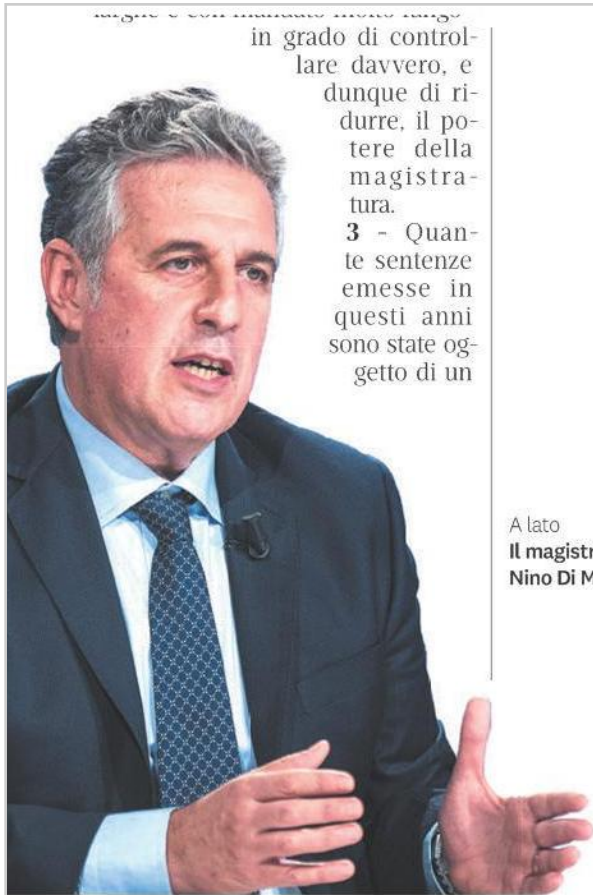 in grado di control-
lare davvero, e
dunque di ri-
durre, il po-
tere della
magistra-
tura.
3 - Quan-
te sentenze
emesse in
questi anni
sono state og-
getto di un
A lato
Il magistr
Nino Di M